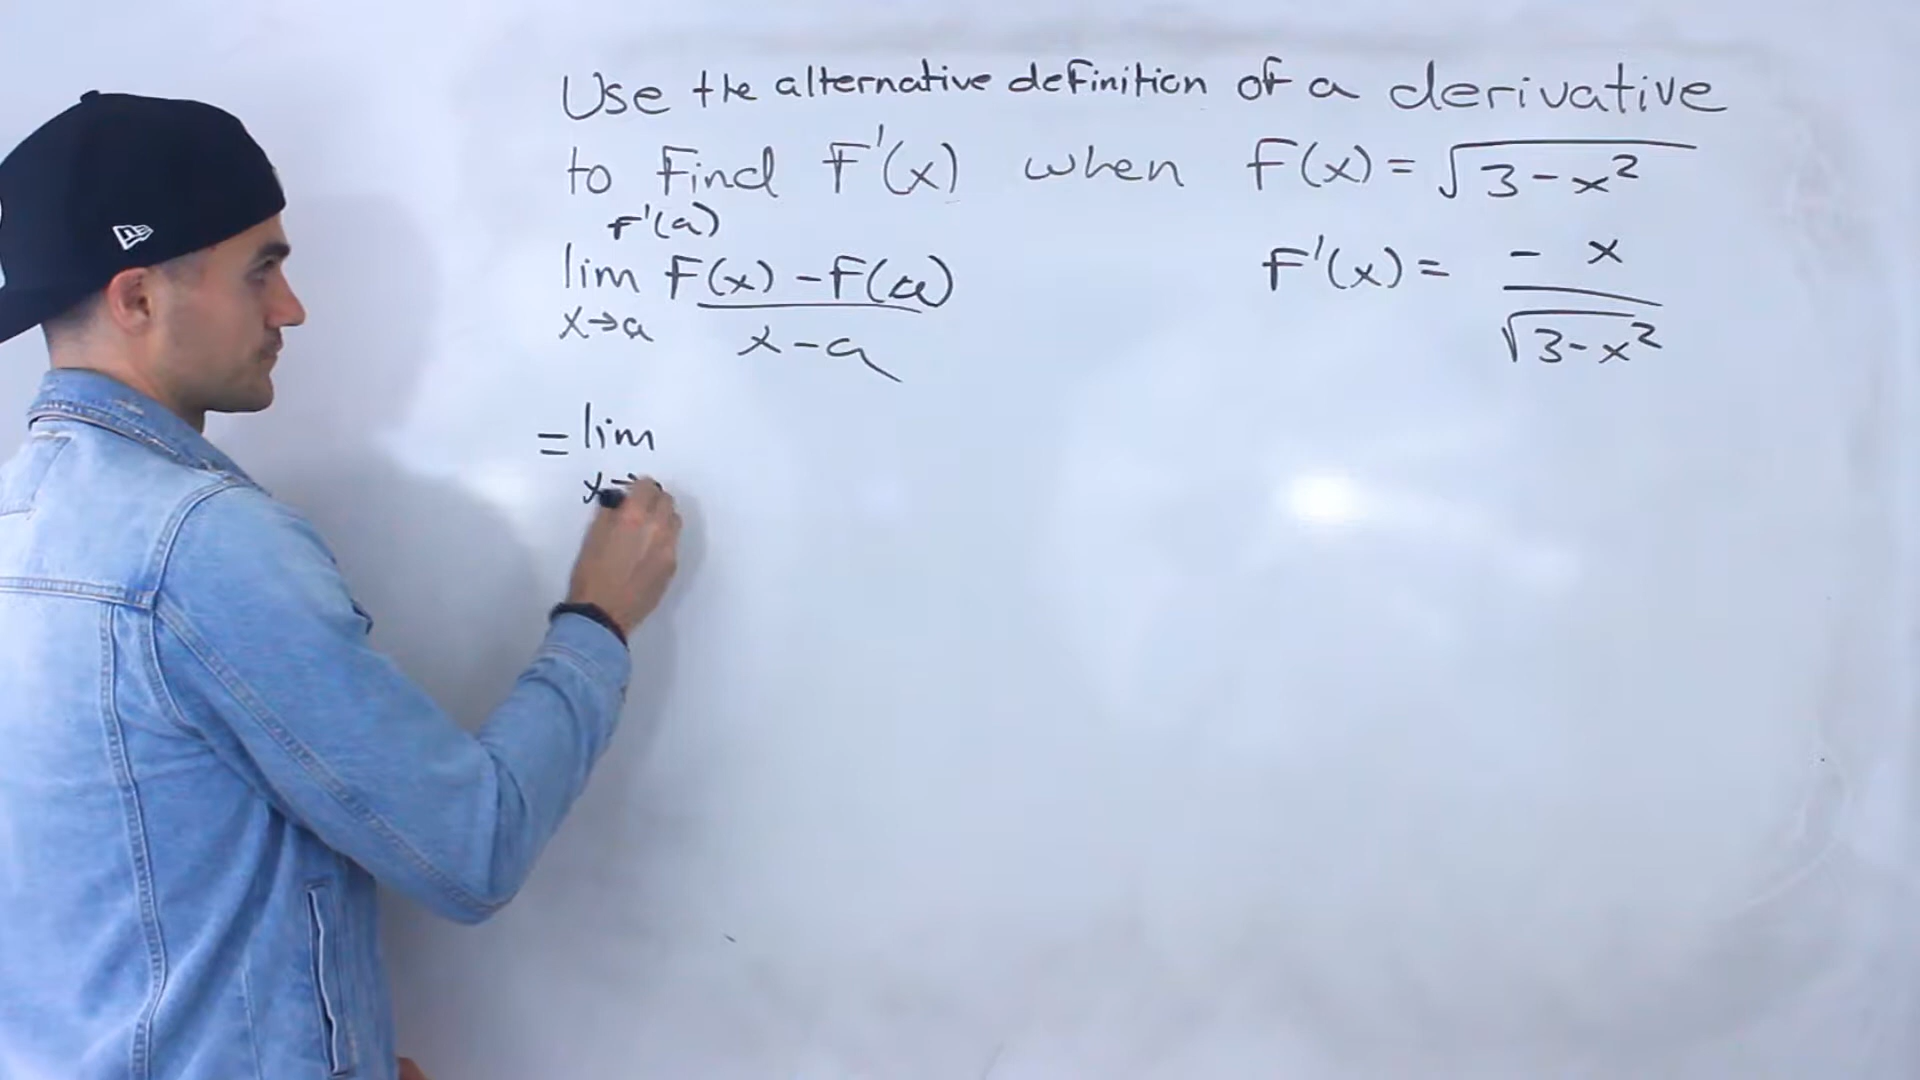 Use the alternative definition of a derivative
to find F'(x) when F(x) = √3-x²
F'(a)
lim F(x) - F(a)
x→a x-a
F'(x) = - x
√3-x²
= lim
x→